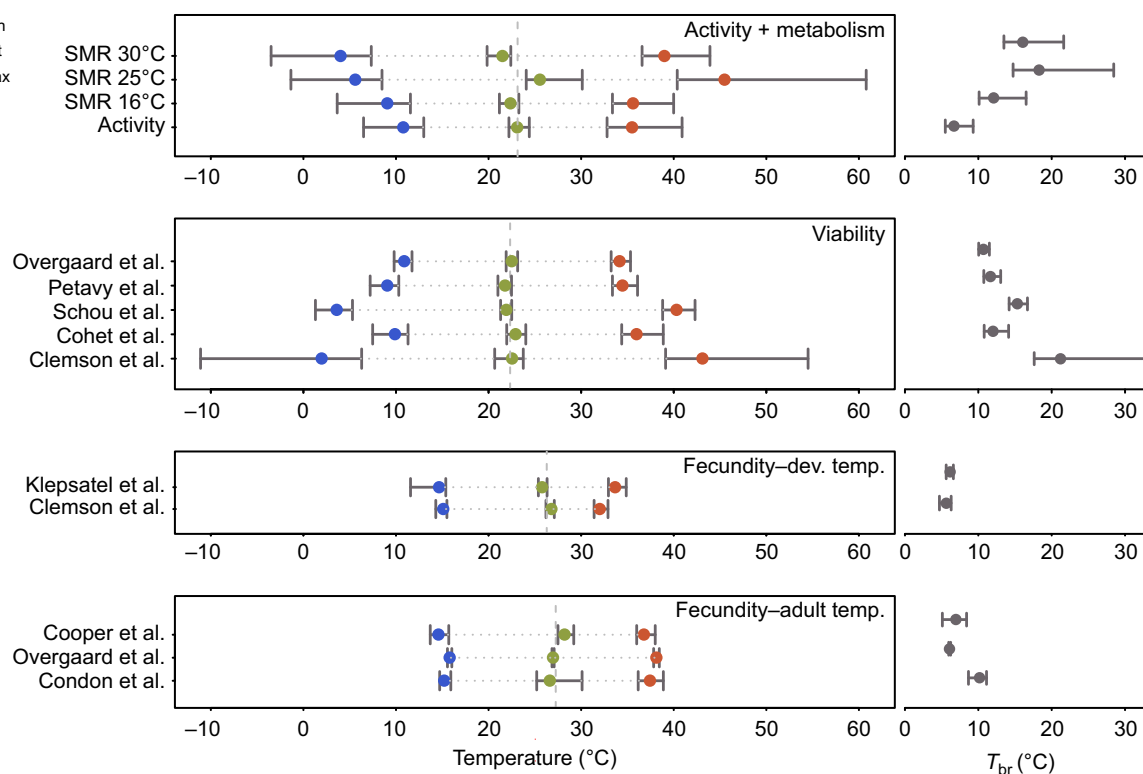 Activity + metabolism
SMR 30°C
SMR 25°C
SMR 16°C
Activity
–10 0 10 20 30 40 50 60
0 10 20 30
Viability
Overgaard et al.
Petavy et al.
Schou et al.
Cohet et al.
Clemson et al.
–10 0 10 20 30 40 50 60
0 10 20 30
Fecundity–dev. temp.
Klepsatel et al.
Clemson et al.
–10 0 10 20 30 40 50 60
0 10 20 30
Fecundity–adult temp.
Cooper et al.
Overgaard et al.
Condon et al.
–10 0 10 20 30 40 50 60
0 10 20 30
Temperature (°C)
Tbr (°C)